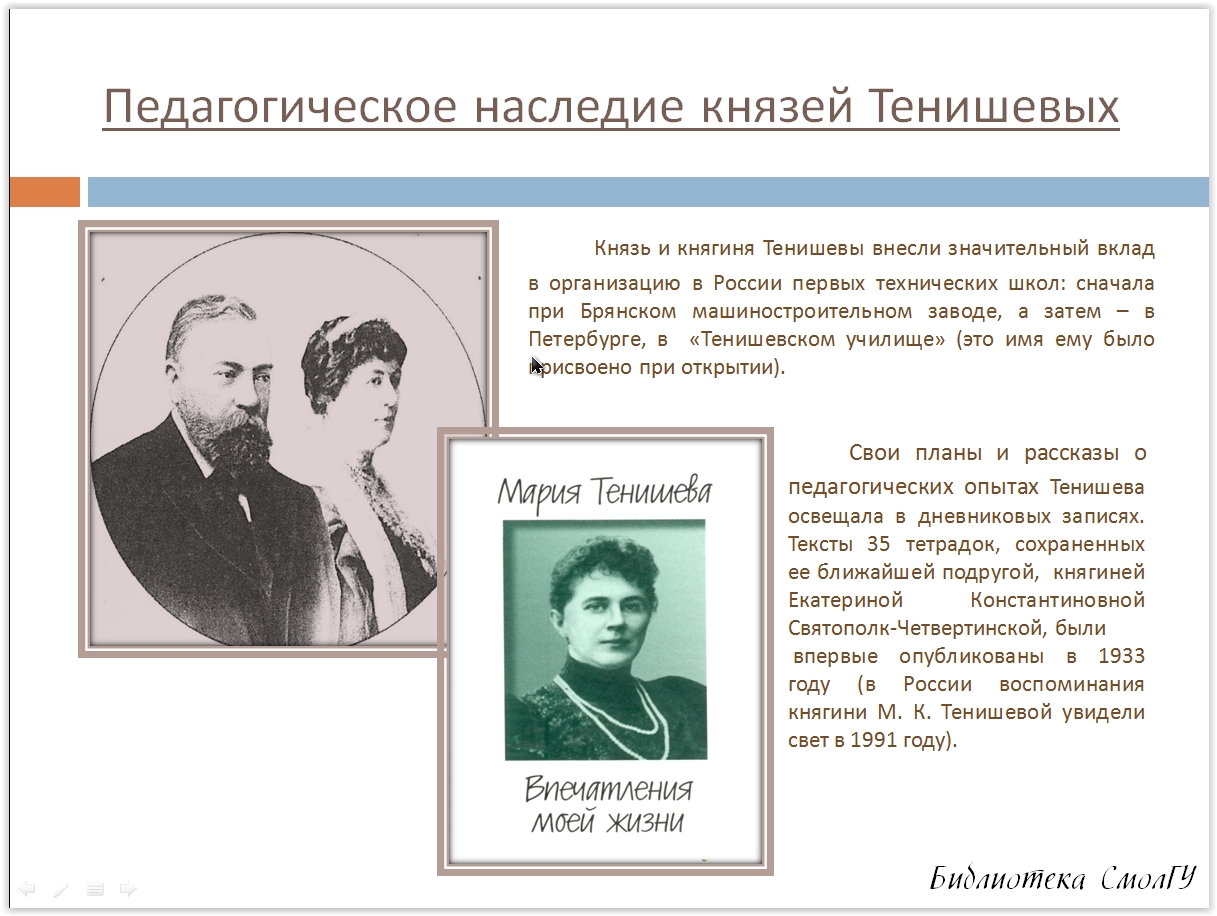 Педагогическое наследие князей Тенишевых
Князь и княгиня Тенишевы внесли значительный вклад
в организацию в России первых технических школ: сначала
при Брянском машиностроительном заводе, а затем – в
Петербурге, в «Тенишевском училище» (это имя ему было
присвоено при открытии).
Мария Тенишева
Впечатления
моей жизни
Свои планы и рассказы о
педагогических опытах Тенишева
освещала в дневниковых записях.
Тексты 35 тетрадок, сохраненных
ее ближайшей подругой, княгиней
Екатериной Константиновной
Святополк-Четвертинской, были
впервые опубликованы в 1933
году (в России воспоминания
княгини М. К. Тенишевой увидели
свет в 1991 году).
Библиотека СмолГУ